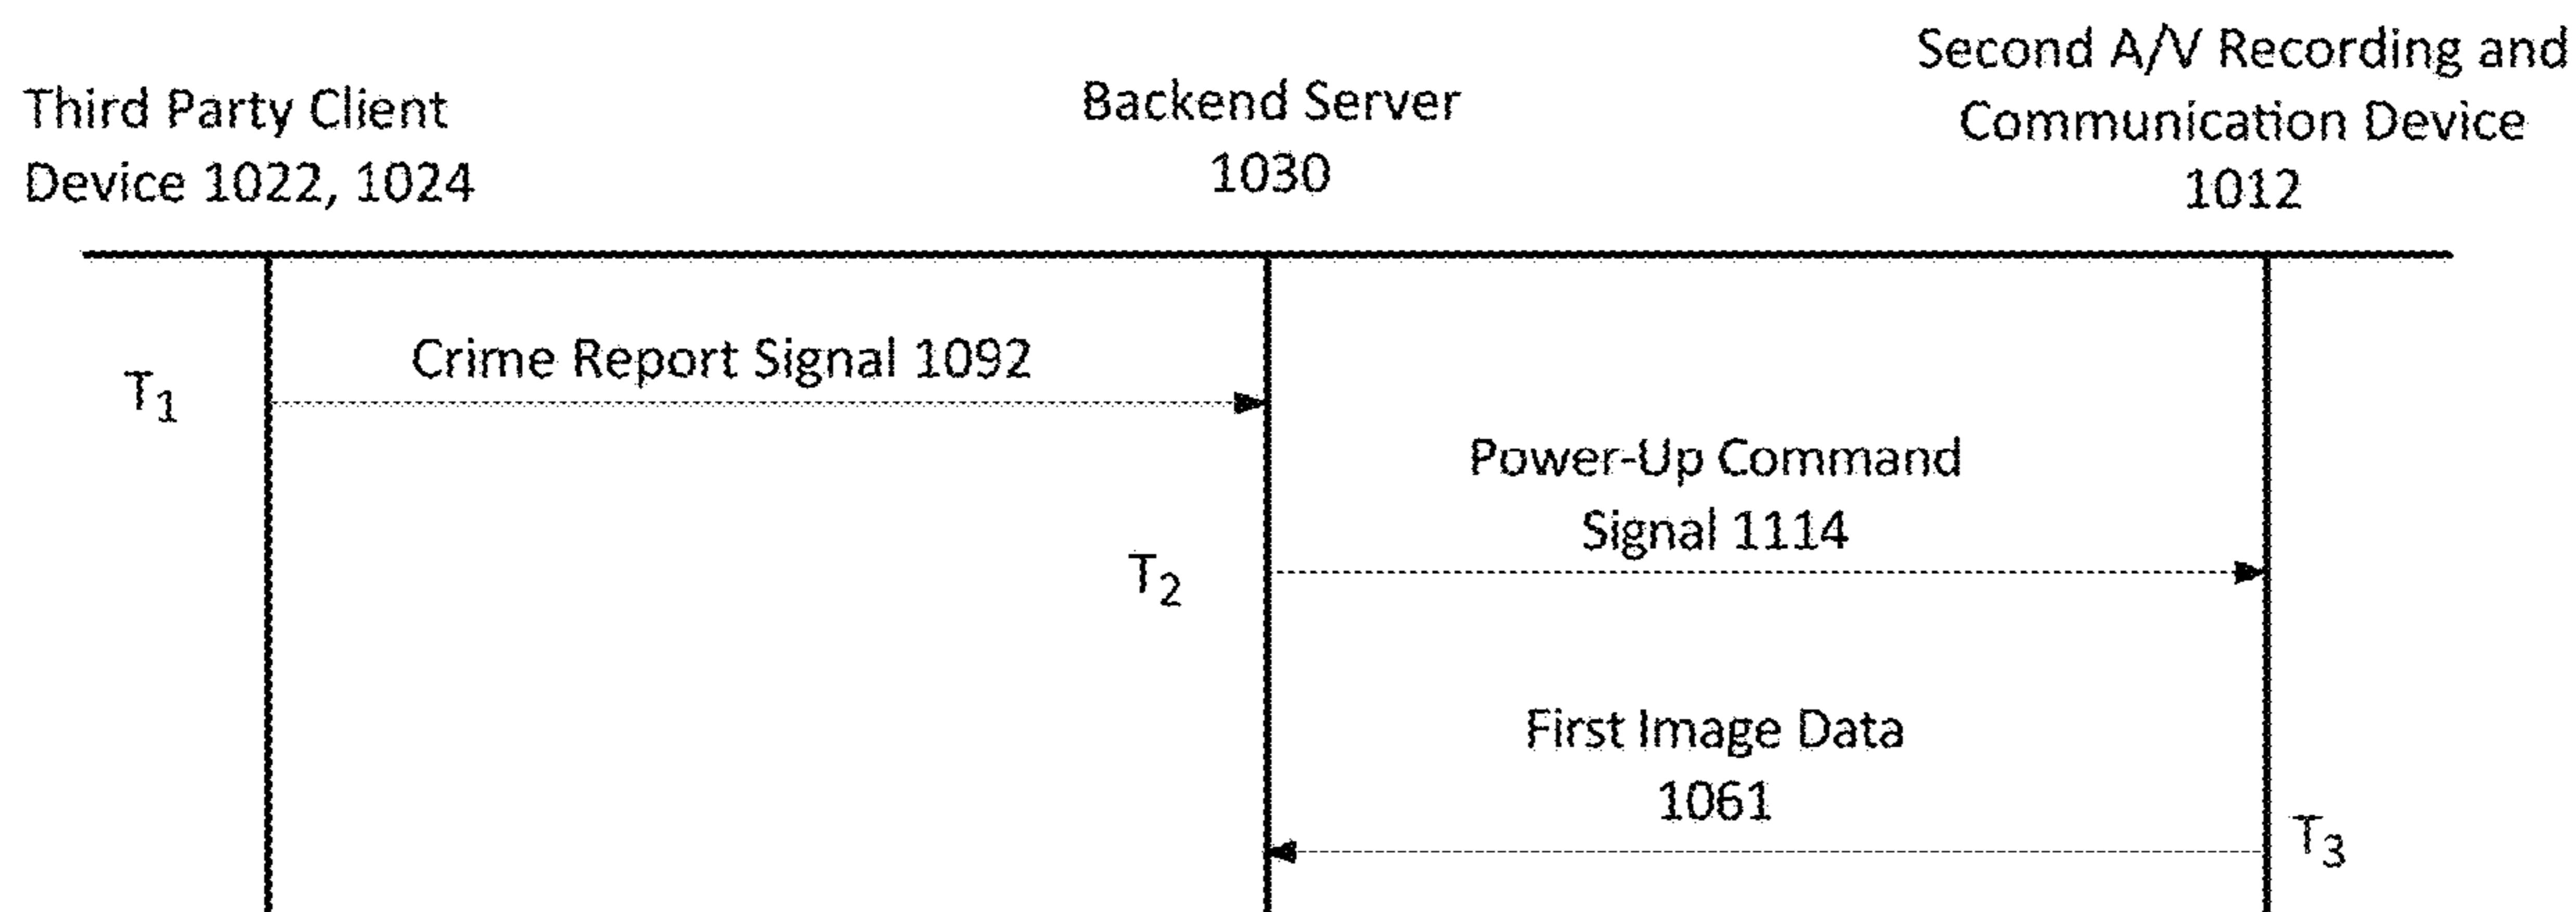 Third Party Client
Device 1022, 1024
Backend Server
1030
Second A/V Recording and
Communication Device
1012
T1
Crime Report Signal 1092
Power-Up Command
Signal 1114
T2
First Image Data
1061
T3